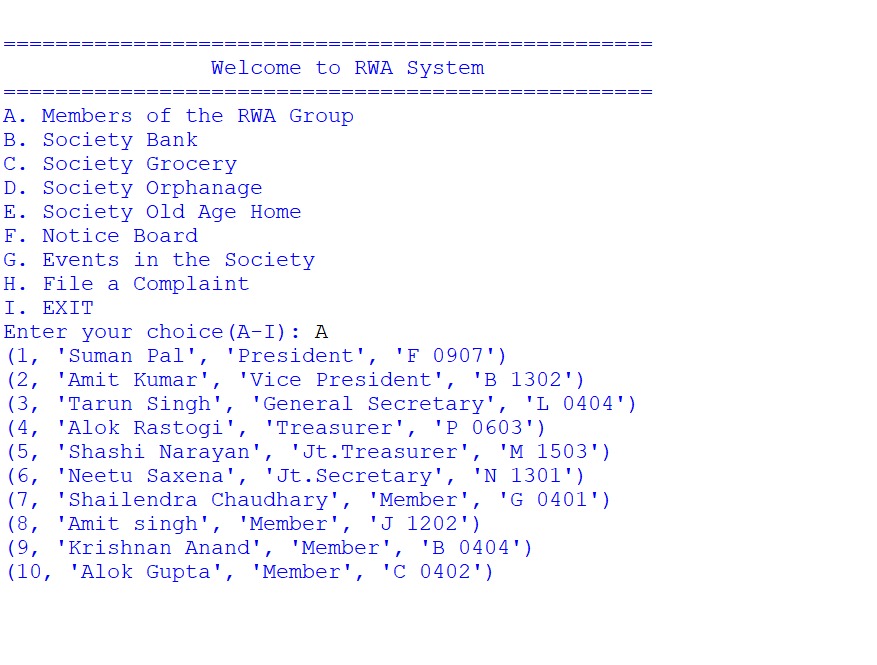 ==================================================
Welcome to RWA System
==================================================
A. Members of the RWA Group
B. Society Bank
C. Society Grocery
D. Society Orphanage
E. Society Old Age Home
F. Notice Board
G. Events in the Society
H. File a Complaint
I. EXIT
Enter your choice(A-I): A
(1, 'Suman Pal', 'President', 'F 0907')
(2, 'Amit Kumar', 'Vice President', 'B 1302')
(3, 'Tarun Singh', 'General Secretary', 'L 0404')
(4, 'Alok Rastogi', 'Treasurer', 'P 0603')
(5, 'Shashi Narayan', 'Jt.Treasurer', 'M 1503')
(6, 'Neetu Saxena', 'Jt.Secretary', 'N 1301')
(7, 'Shailendra Chaudhary', 'Member', 'G 0401')
(8, 'Amit singh', 'Member', 'J 1202')
(9, 'Krishnan Anand', 'Member', 'B 0404')
(10, 'Alok Gupta', 'Member', 'C 0402')